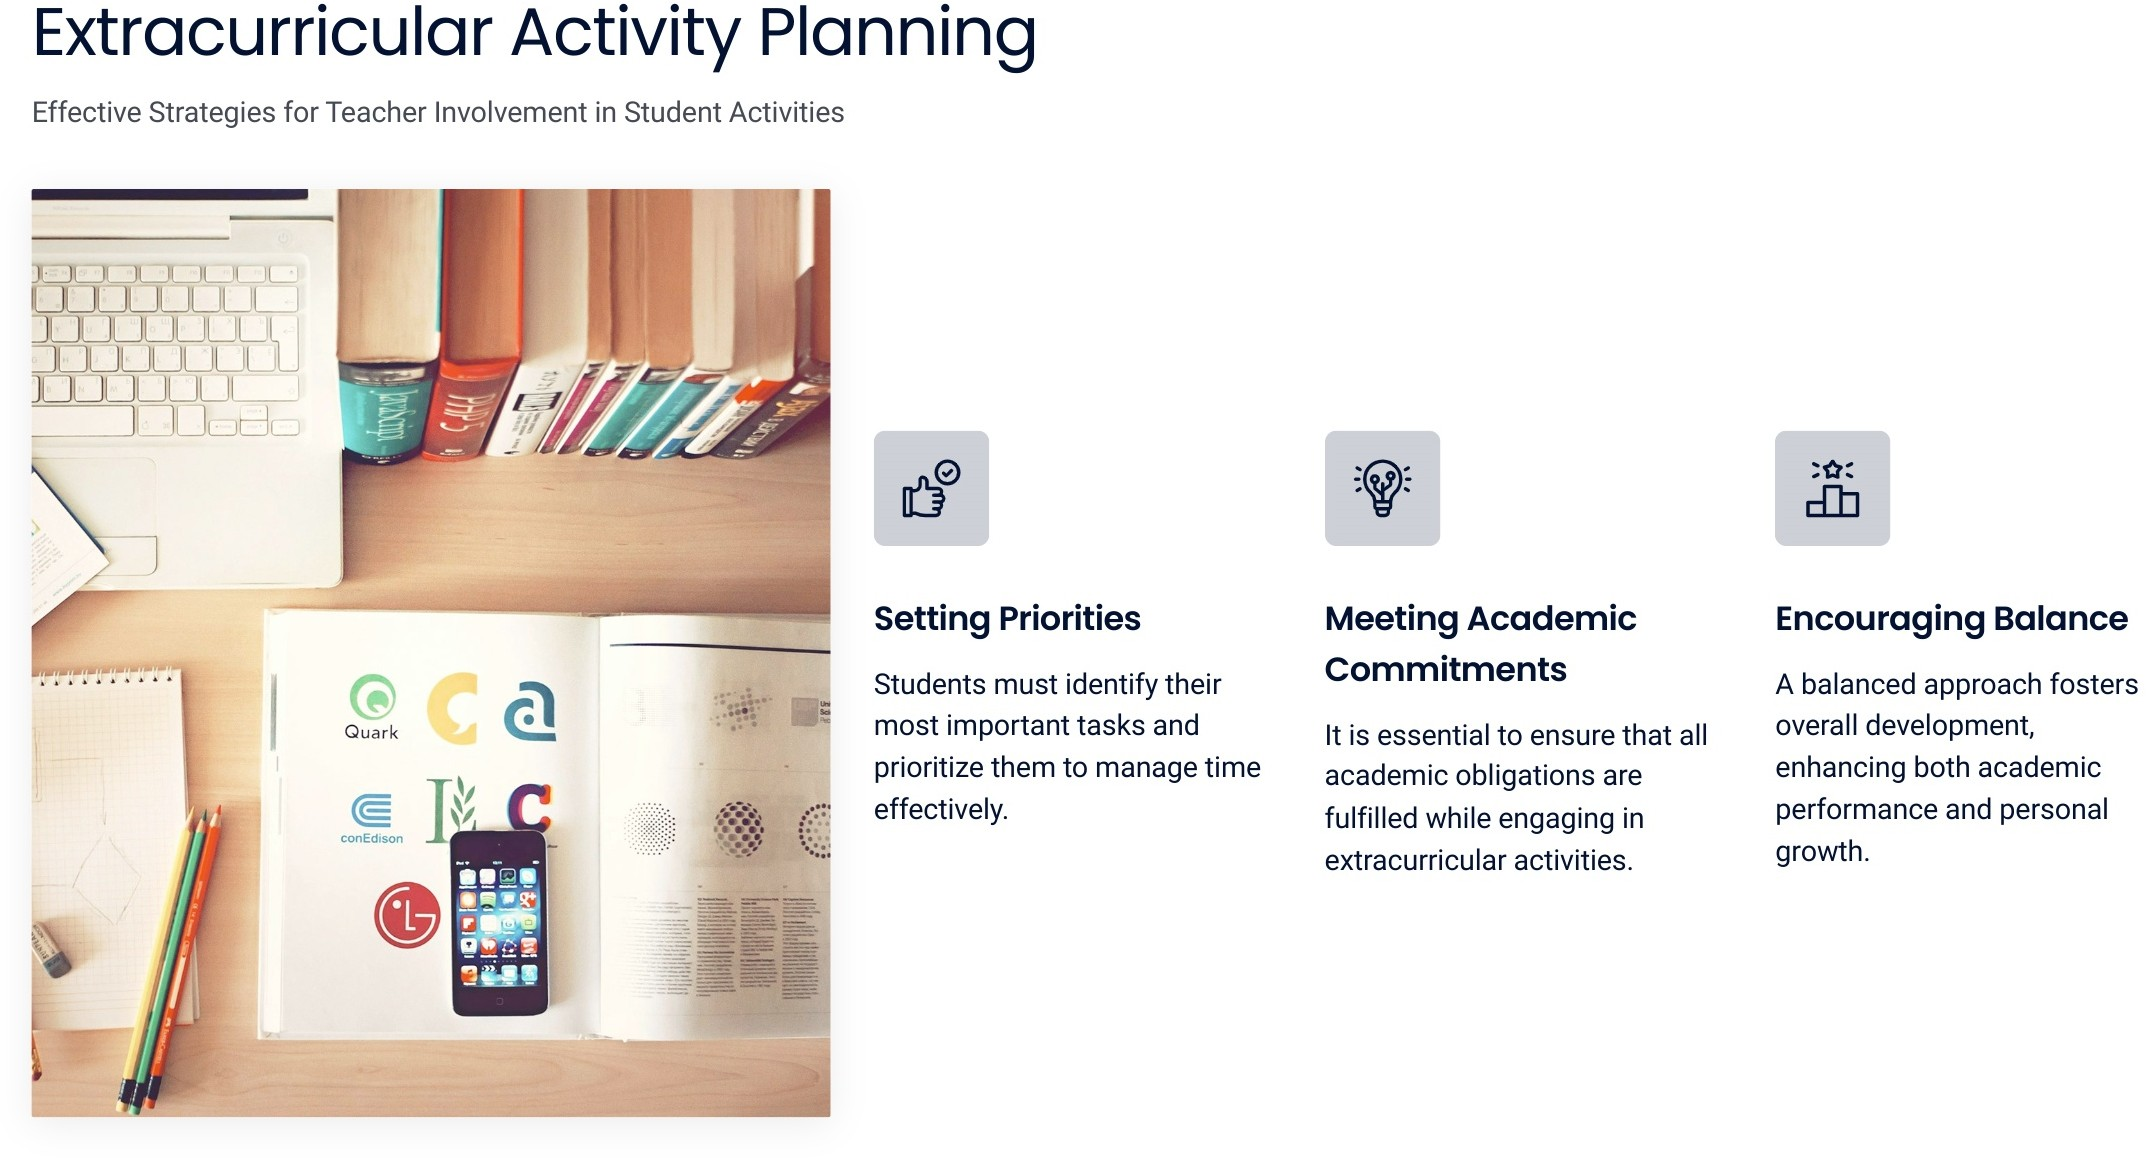 Extracurricular Activity Planning
Effective Strategies for Teacher Involvement in Student Activities
JavaScript
PHP 5
Quark
conEdison
LG
Setting Priorities
Students must identify their
most important tasks and
prioritize them to manage time
effectively.
Meeting Academic
Commitments
It is essential to ensure that all
academic obligations are
fulfilled while engaging in
extracurricular activities.
Encouraging Balance
A balanced approach fosters
overall development,
enhancing both academic
performance and personal
growth.